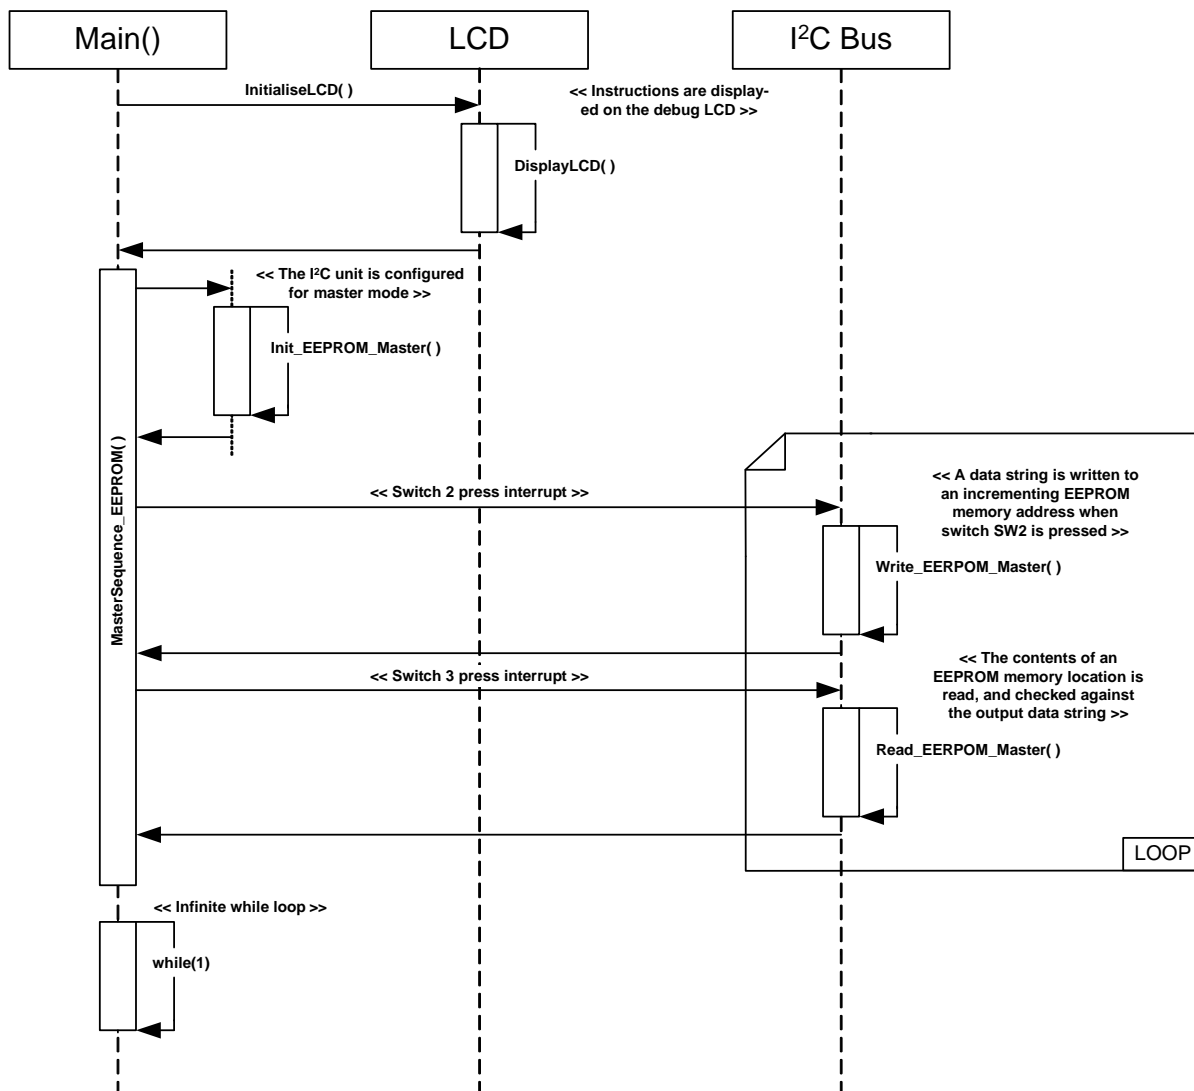 Main()
LCD
I²C Bus
InitialiseLCD( )
<< Instructions are display-
ed on the debug LCD >>
DisplayLCD( )
<< The I²C unit is configured
for master mode >>
Init_EEPROM_Master( )
MasterSequence_EEPROM( )
<< Switch 2 press interrupt >>
<< A data string is written to
an incrementing EEPROM
memory address when
switch SW2 is pressed >>
Write_EERPOM_Master( )
<< Switch 3 press interrupt >>
<< The contents of an
EEPROM memory location is
read, and checked against
the output data string >>
Read_EERPOM_Master( )
LOOP
<< Infinite while loop >>
while(1)